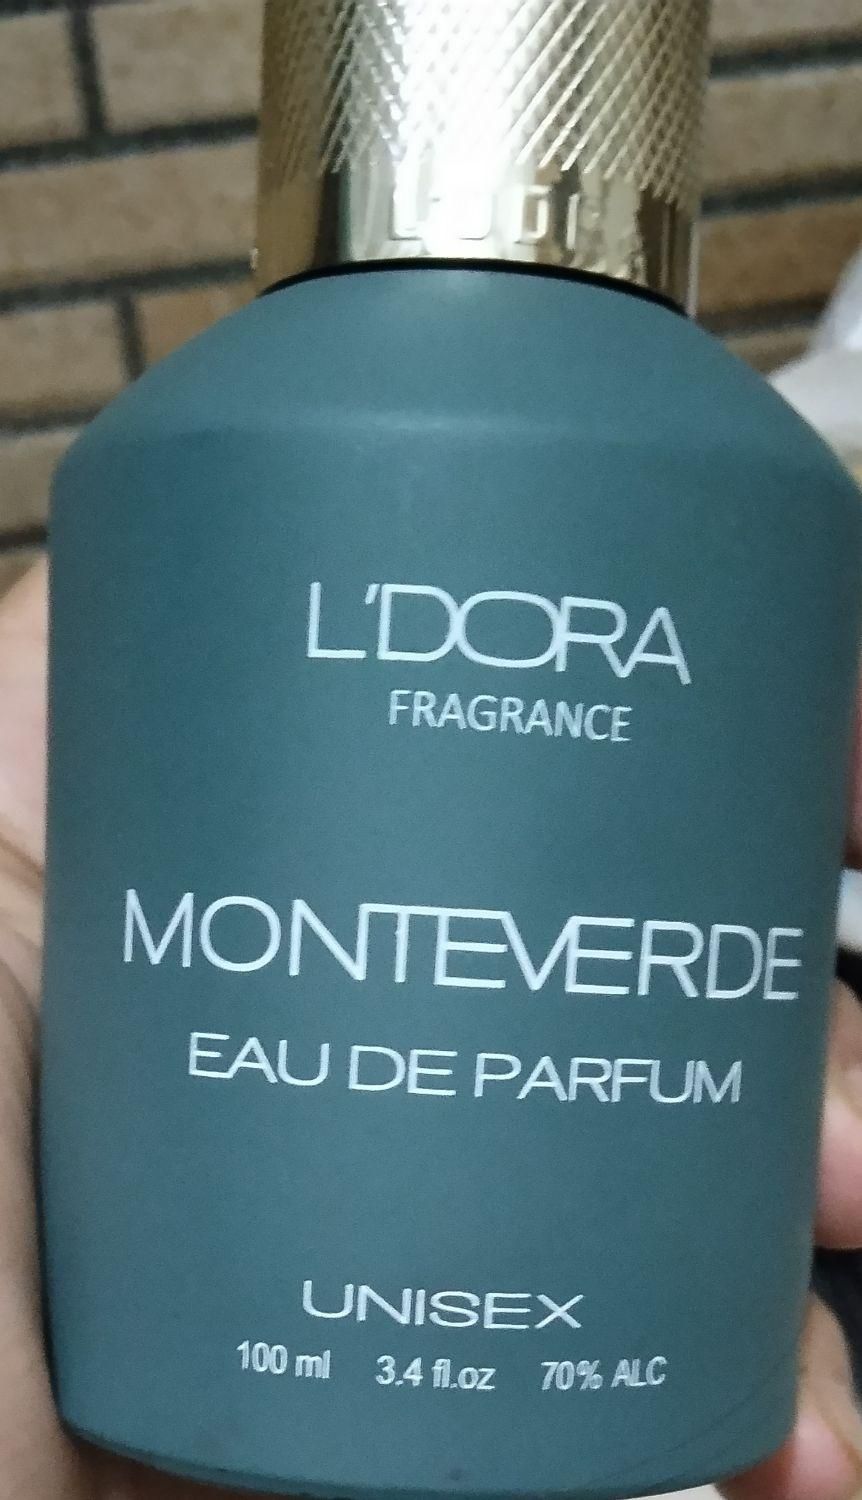 L'DORA
FRAGRANCE
MONTEVERDE
EAU DE PARFUM
UNISEX
100 ml 3.4 fl.oz 70% ALC